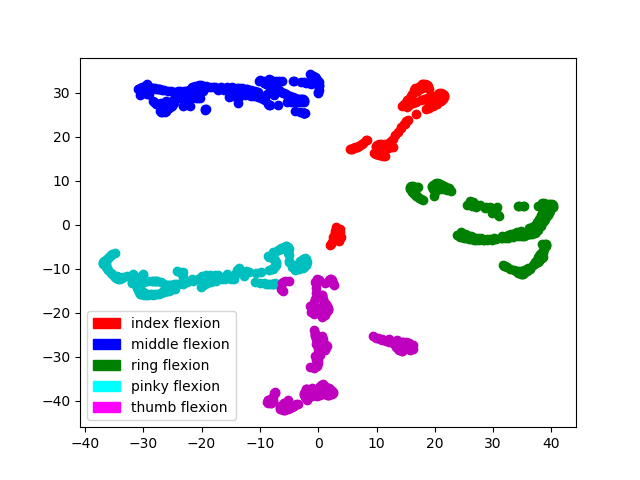 30
20
10
0
−10
−20
−30
−40
index flexion
middle flexion
ring flexion
pinky flexion
thumb flexion
−40 −30 −20 −10 0 10 20 30 40